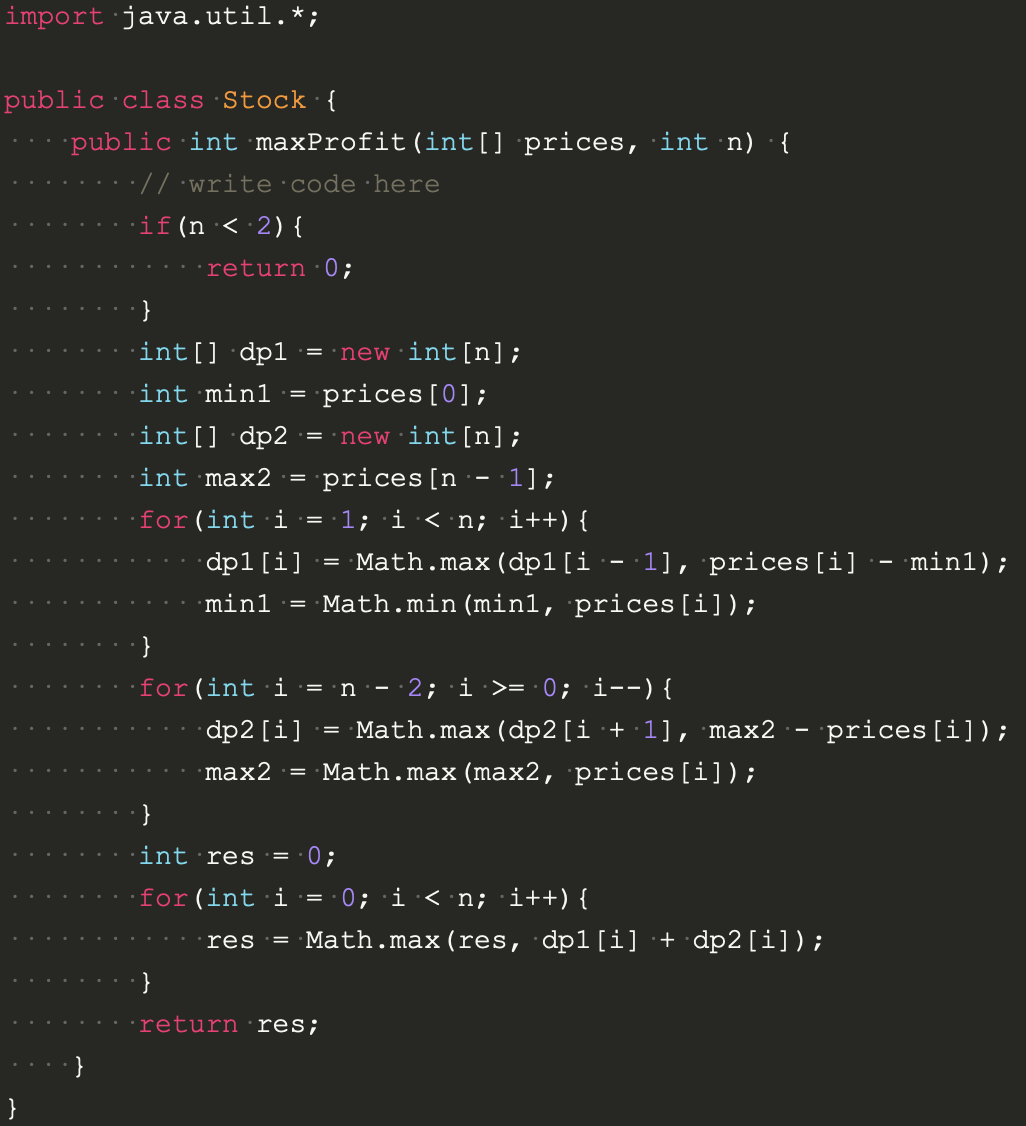 import java.util.*;

public class Stock {
    public int maxProfit(int[] prices, int n) {
        // write code here
        if(n < 2){
            return 0;
        }
        int[] dp1 = new int[n];
        int min1 = prices[0];
        int[] dp2 = new int[n];
        int max2 = prices[n - 1];
        for(int i = 1; i < n; i++){
            dp1[i] = Math.max(dp1[i - 1], prices[i] - min1);
            min1 = Math.min(min1, prices[i]);
        }
        for(int i = n - 2; i >= 0; i--){
            dp2[i] = Math.max(dp2[i + 1], max2 - prices[i]);
            max2 = Math.max(max2, prices[i]);
        }
        int res = 0;
        for(int i = 0; i < n; i++){
            res = Math.max(res, dp1[i] + dp2[i]);
        }
        return res;
    }
}